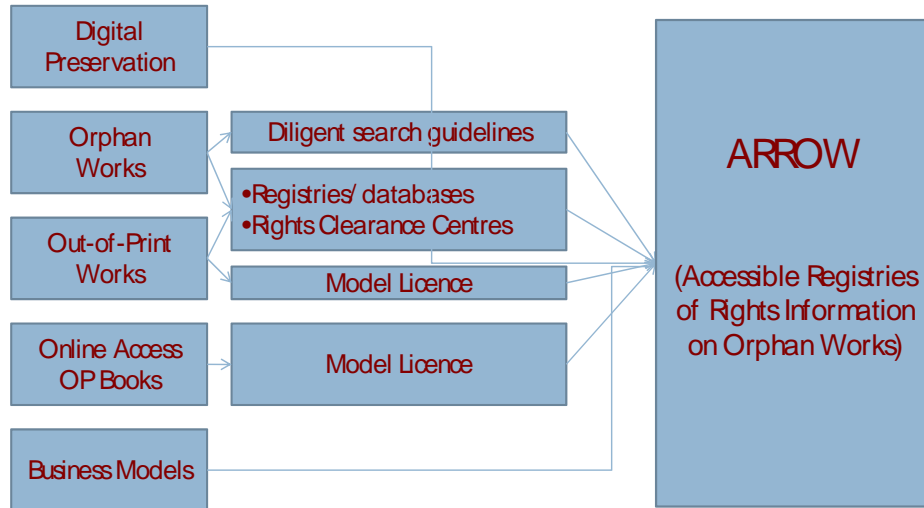 Digital
Preservation
Orphan
Works
Out-of-Print
Works
Online Access
OP Books
Business Models
Diligent search guidelines
•Registries/ databases
•Rights Clearance Centres
Model Licence
Model Licence
ARROW
(Accessible Registries
of Rights Information
on Orphan Works)